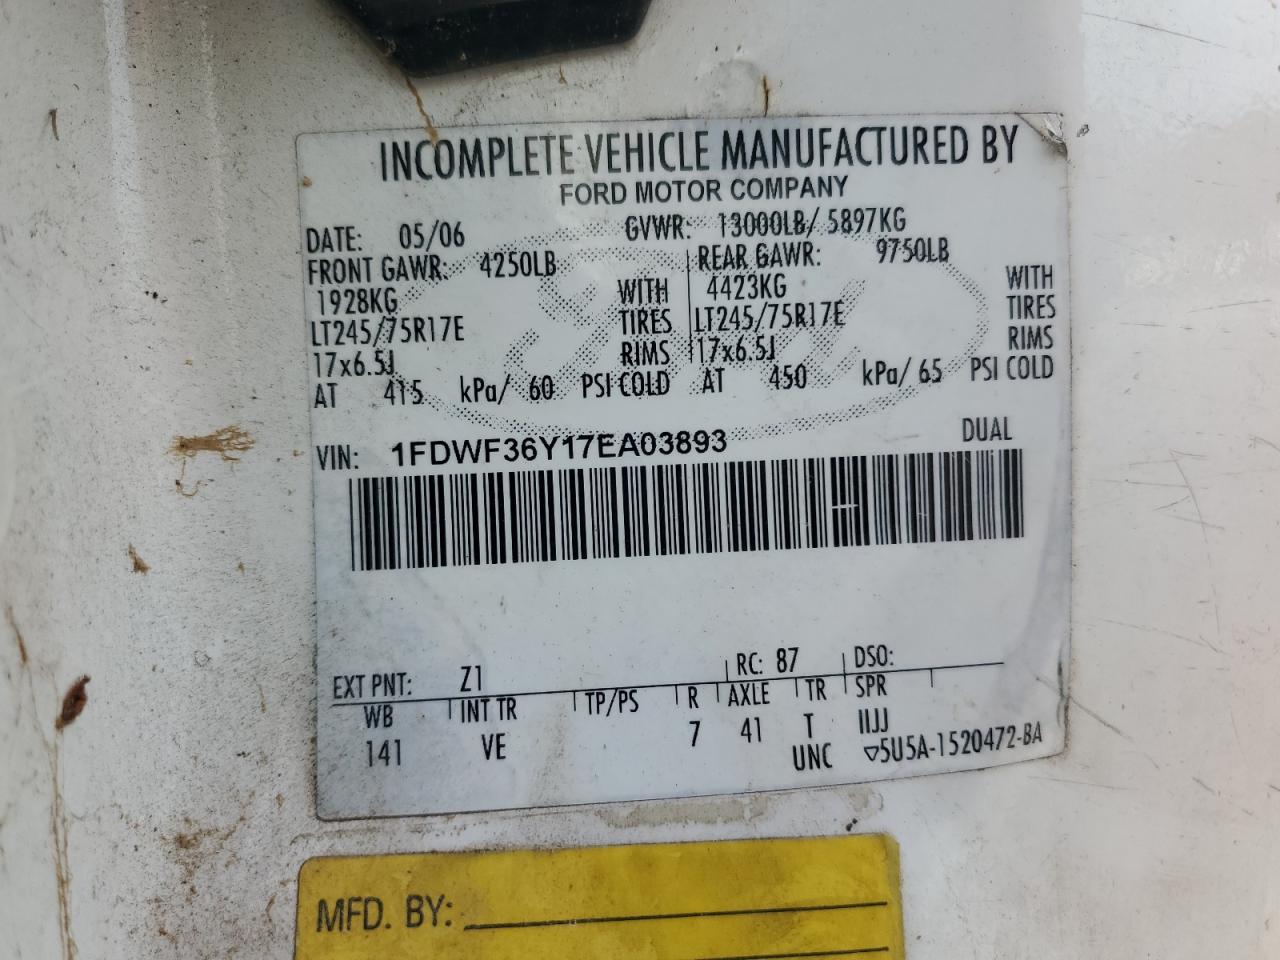 INCOMPLETE VEHICLE MANUFACTURED BY
FORD MOTOR COMPANY
DATE: 05/06 GVWR: 13000LB/ 5897KG
FRONT GAWR: 4250LB REAR GAWR: 9750LB
1928KG WITH 4423KG WITH
LT245/75R17E TIRES LT245/75R17E TIRES
17x6.5J RIMS 17x6.5J RIMS
AT 415 kPa/ 60 PSI COLD AT 450 kPa/ 65 PSI COLD
VIN: 1FDWF36Y17EA03893 DUAL
EXT PNT: Z1 RC: 87 DSO:
WB INT TR TP/PS R AXLE TR SPR
141 VE 7 41 T IIJJ
UNC ▽5U5A-1520472-BA
MFD. BY: